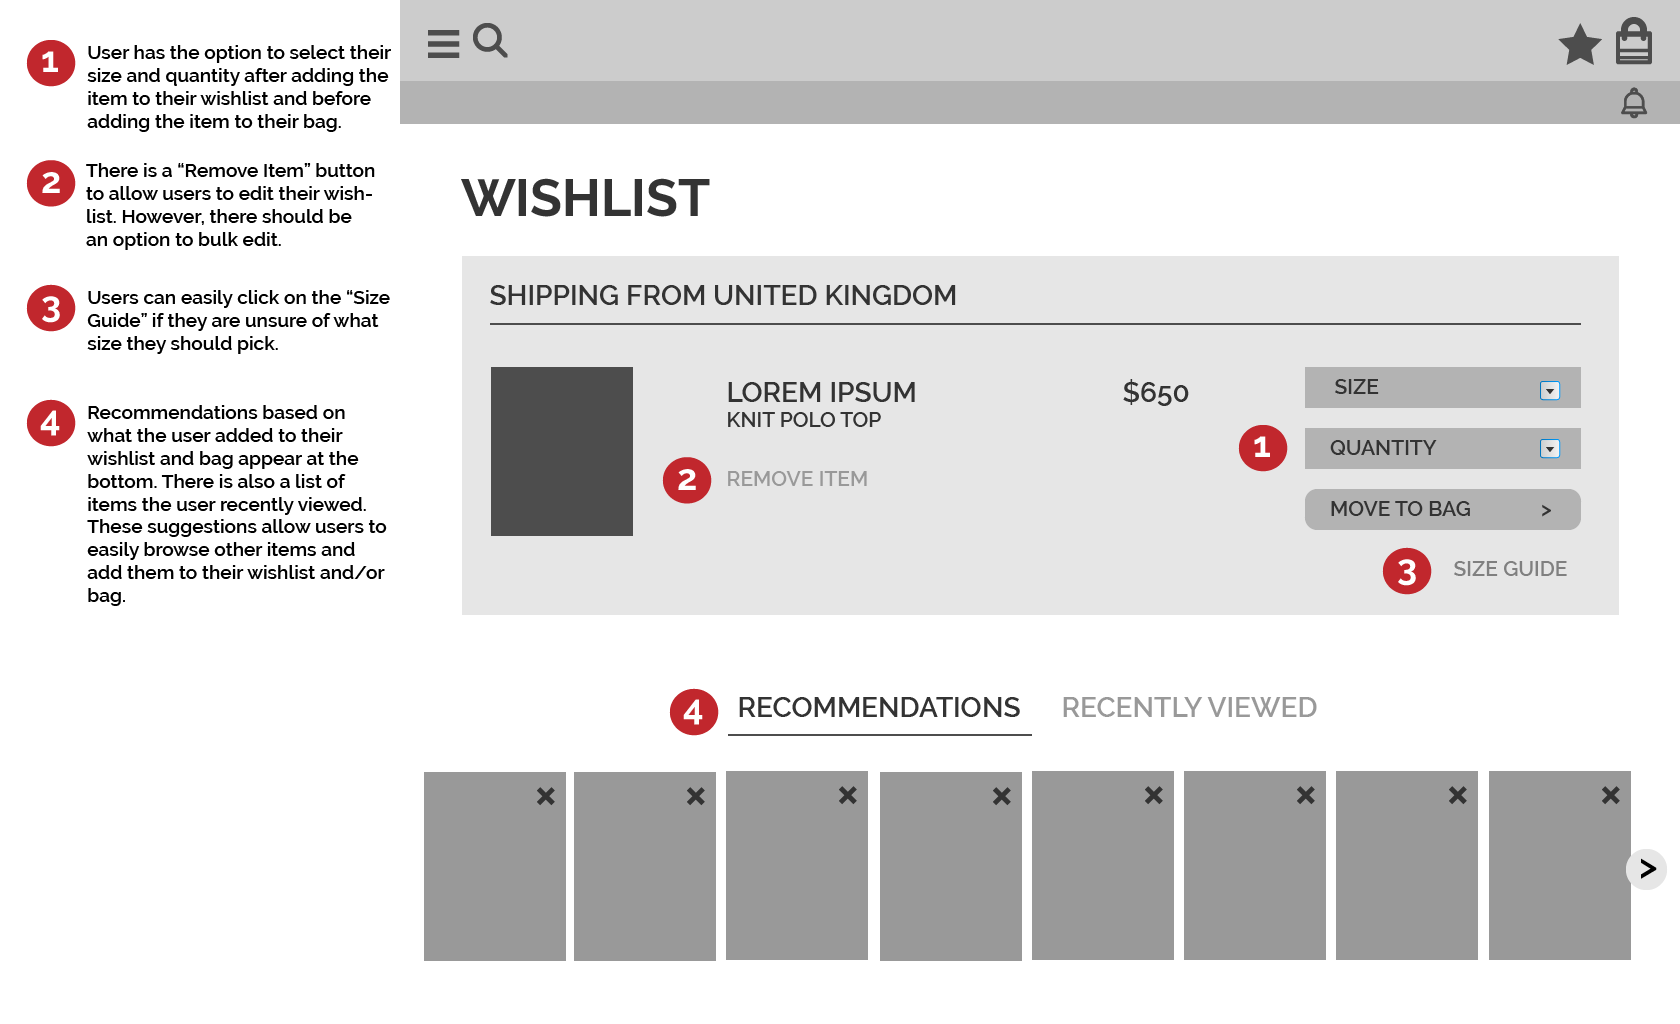 1
User has the option to select their
size and quantity after adding the
item to their wishlist and before
adding the item to their bag.
2
There is a “Remove Item” button
to allow users to edit their wish-
list. However, there should be
an option to bulk edit.
3
Users can easily click on the “Size
Guide” if they are unsure of what
size they should pick.
4
Recommendations based on
what the user added to their
wishlist and bag appear at the
bottom. There is also a list of
items the user recently viewed.
These suggestions allow users to
easily browse other items and
add them to their wishlist and/or
bag.
WISHLIST
SHIPPING FROM UNITED KINGDOM
LOREM IPSUM
KNIT POLO TOP
2 REMOVE ITEM
$650
SIZE
1 QUANTITY
MOVE TO BAG >
3 SIZE GUIDE
4 RECOMMENDATIONS RECENTLY VIEWED
>